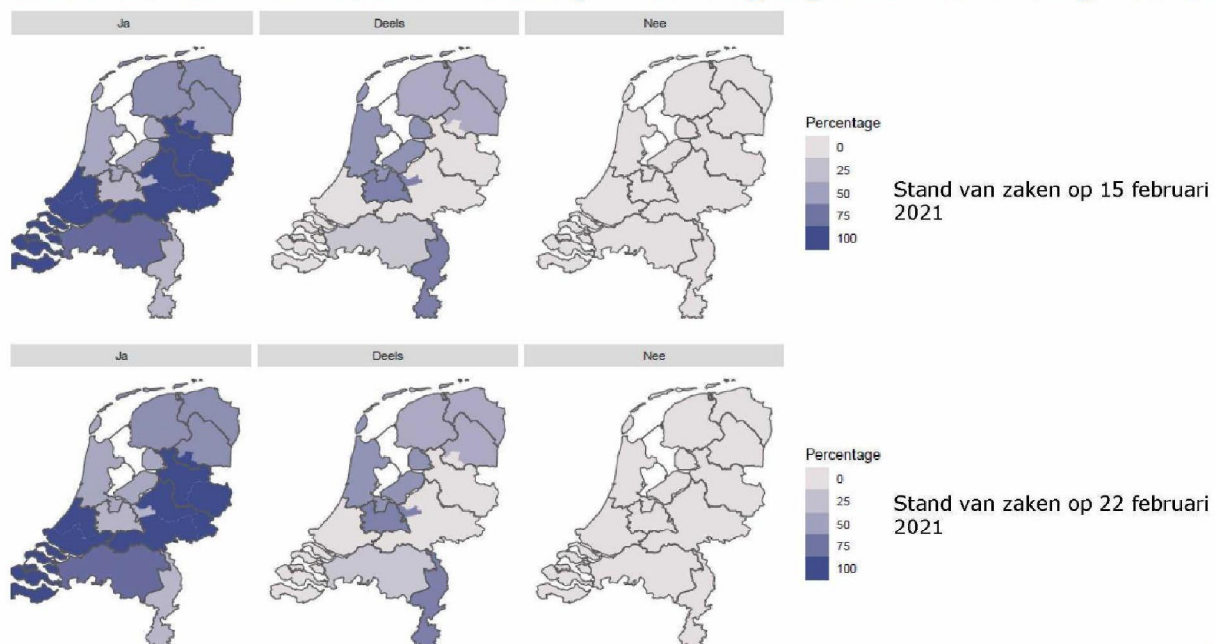 Ja
Deels
Nee
Percentage
0
25
50
75
100
Stand van zaken op 15 februari
2021
Ja
Deels
Nee
Percentage
0
25
50
75
100
Stand van zaken op 22 februari
2021